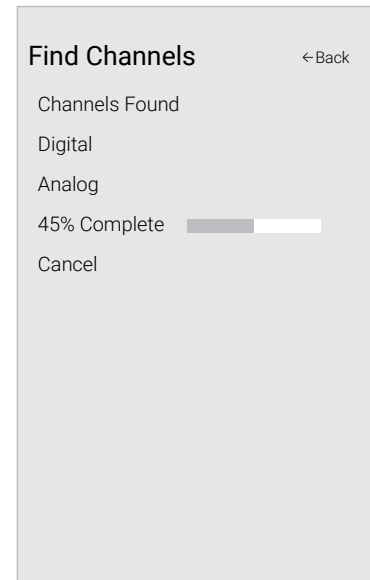 Find Channels ←Back
Channels Found
Digital
Analog
45% Complete
Cancel